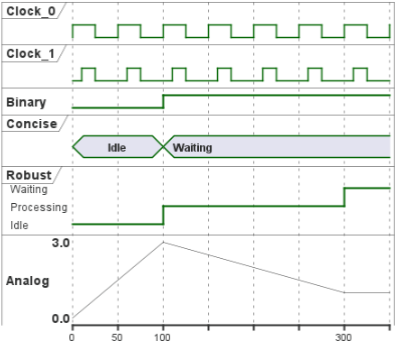 Clock_0
Clock_1
Binary
Concise
Idle Waiting
Robust
Waiting
Processing
Idle
3.0
Analog
0.0
0 50 100 300